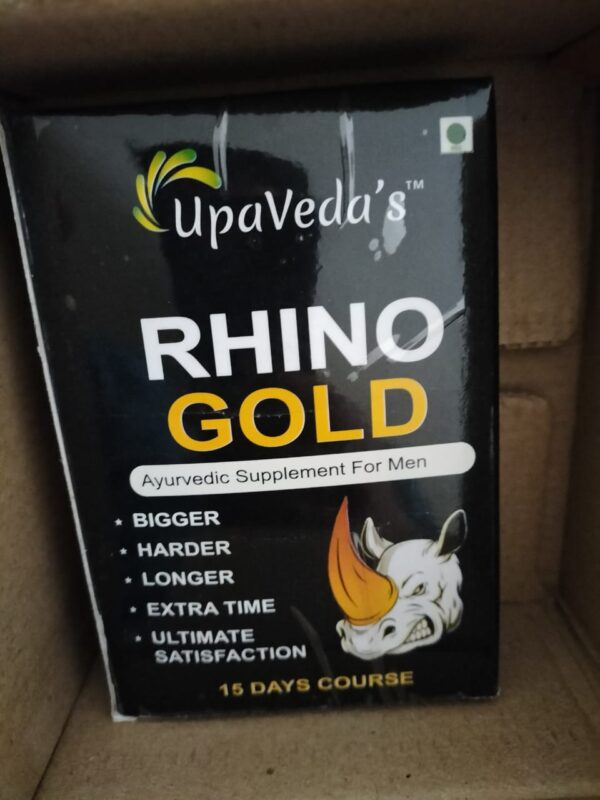 UpaVeda's™
RHINO
GOLD
Ayurvedic Supplement For Men
★ BIGGER
★ HARDER
★ LONGER
★ EXTRA TIME
★ ULTIMATE
SATISFACTION
15 DAYS COURSE